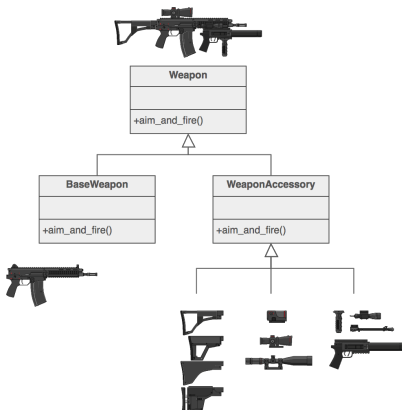 Weapon
+aim_and_fire()
BaseWeapon
WeaponAccessory
+aim_and_fire()
+aim_and_fire()